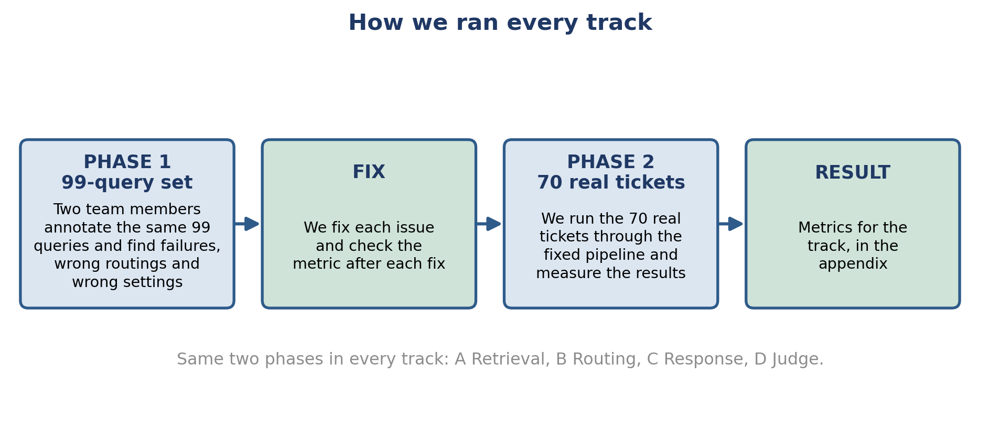 How we ran every track
PHASE 1
99-query set
Two team members
annotate the same 99
queries and find failures,
wrong routings and
wrong settings
FIX
We fix each issue
and check the
metric after each fix
PHASE 2
70 real tickets
We run the 70 real
tickets through the
fixed pipeline and
measure the results
RESULT
Metrics for the
track, in the
appendix
Same two phases in every track: A Retrieval, B Routing, C Response, D Judge.